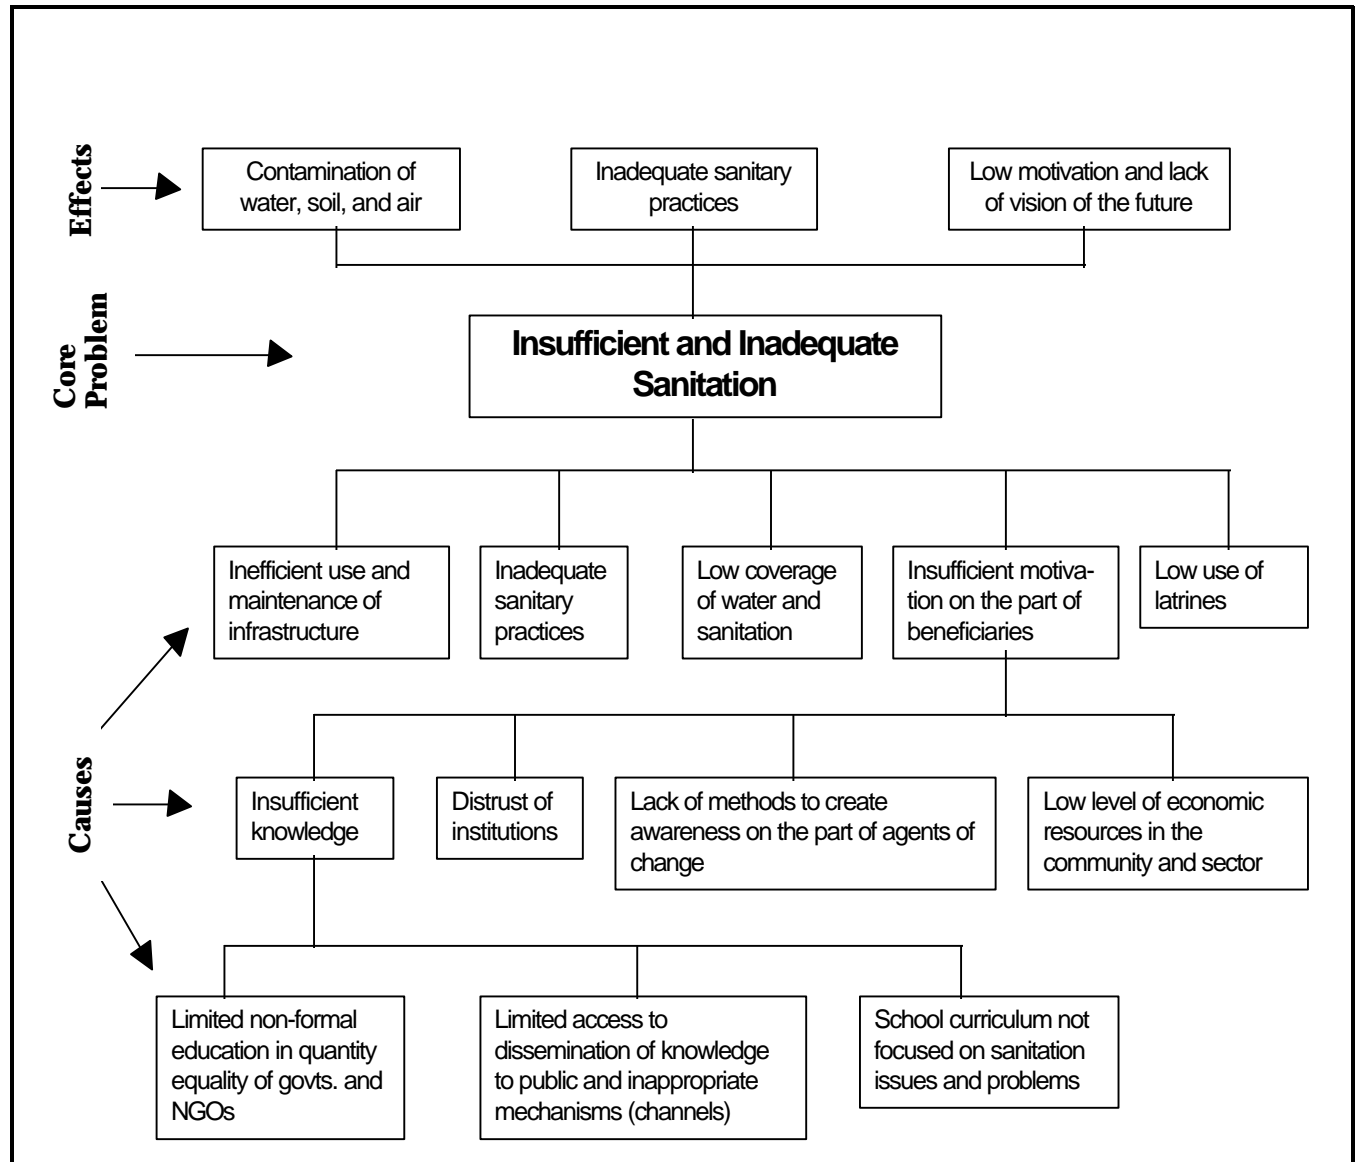 Effects
Contamination of
water, soil, and air
Inadequate sanitary
practices
Low motivation and lack
of vision of the future
Core
Problem
Insufficient and Inadequate
Sanitation
Inefficient use and
maintenance of
infrastructure
Inadequate
sanitary
practices
Low coverage
of water and
sanitation
Insufficient motiva-
tion on the part of
beneficiaries
Low use of
latrines
Causes
Insufficient
knowledge
Distrust of
institutions
Lack of methods to create
awareness on the part of agents of
change
Low level of economic
resources in the
community and sector
Limited non-formal
education in quantity
equality of govts. and
NGOs
Limited access to
dissemination of knowledge
to public and inappropriate
mechanisms (channels)
School curriculum not
focused on sanitation
issues and problems